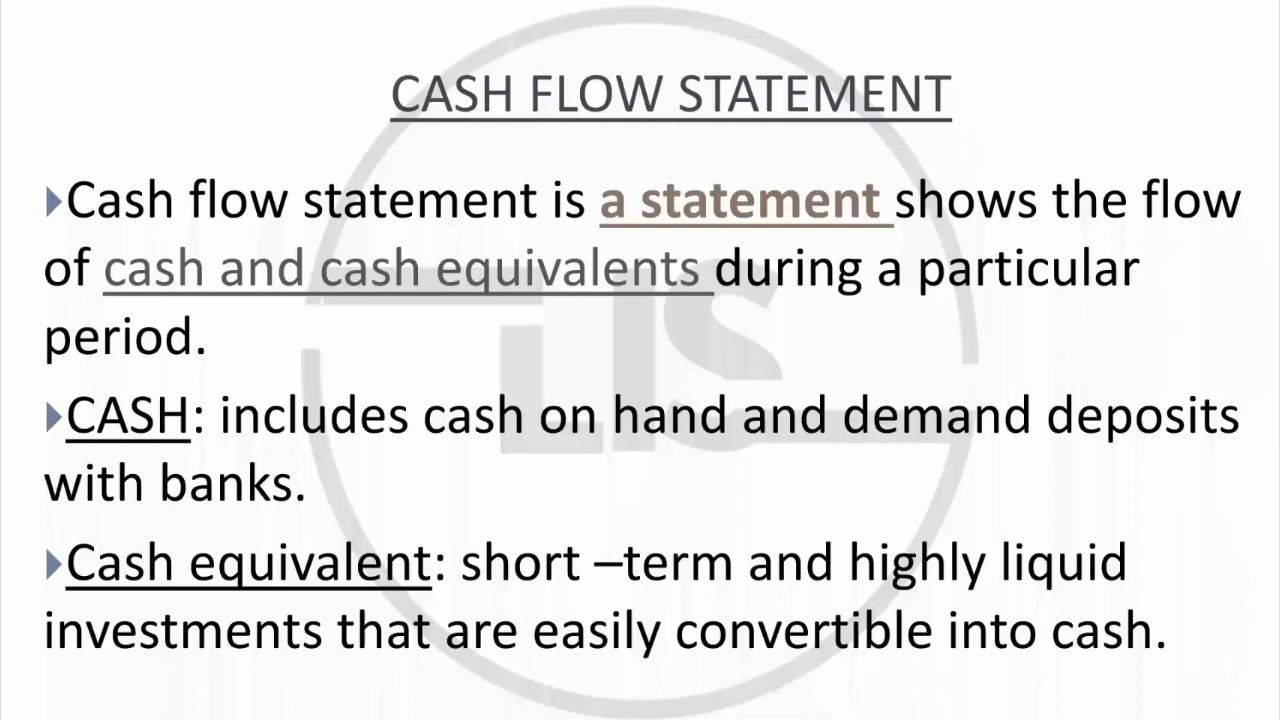 CASH FLOW STATEMENT
Cash flow statement is a statement shows the flow
of cash and cash equivalents during a particular
period.
CASH: includes cash on hand and demand deposits
with banks.
Cash equivalent: short –term and highly liquid
investments that are easily convertible into cash.
LIS